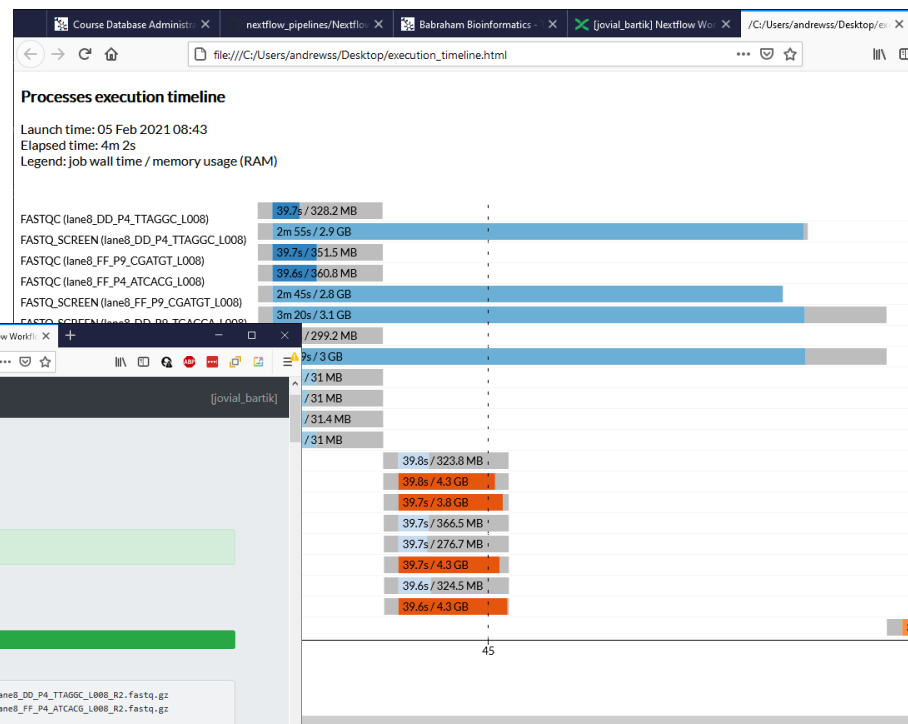 Course Database Administra
nextflow_pipelines/Nextflo
Babraham Bioinformatics -
[jovial_bartik] Nextflow Wor
/C:/Users/andrewss/Desktop/ex
file:///C:/Users/andrewss/Desktop/execution_timeline.html
Processes execution timeline
Launch time: 05 Feb 2021 08:43
Elapsed time: 4m 2s
Legend: job wall time / memory usage (RAM)
FASTQC (lane8_DD_P4_TTAGGC_L008)
39.7s / 328.2 MB
FASTQ_SCREEN (lane8_DD_P4_TTAGGC_L008)
2m 55s / 2.9 GB
FASTQC (lane8_FF_P9_CGATGT_L008)
39.7s / 351.5 MB
FASTQC (lane8_FF_P4_ATCACG_L008)
39.6s / 360.8 MB
FASTQ_SCREEN (lane8_FF_P9_CGATGT_L008)
2m 45s / 2.8 GB
3m 20s / 3.1 GB
/ 299.2 MB
9s / 3 GB
/ 31 MB
/ 31 MB
/ 31.4 MB
/ 31 MB
39.8s / 323.8 MB
39.8s / 4.3 GB
39.7s / 3.8 GB
39.7s / 366.5 MB
39.7s / 276.7 MB
39.7s / 4.3 GB
39.6s / 324.5 MB
39.6s / 4.3 GB
45
ow Workfl
ABP
[jovial_bartik]
ane8_DD_P4_TTAGGC_L008_R2.fastq.gz
ane8_FF_P4_ATCACG_L008_R2.fastq.gz